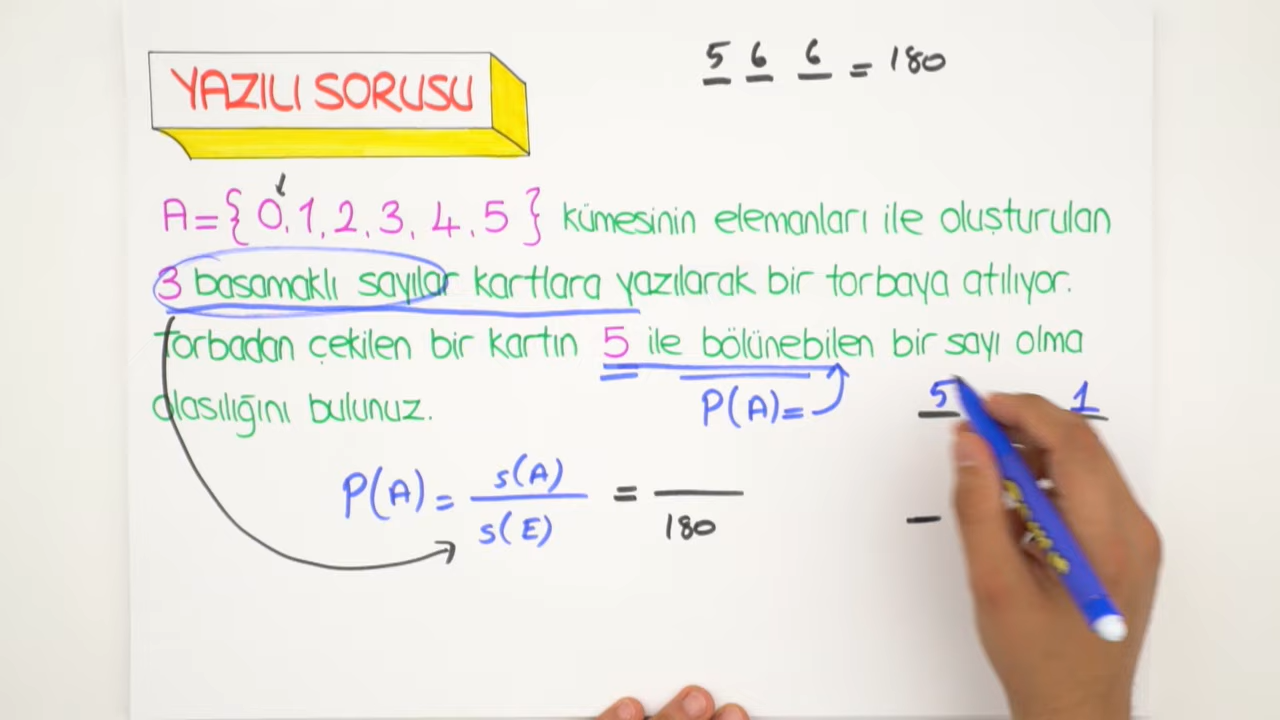 5 6 6 = 180
YAZILI SORUSU
A={0,1,2,3,4,5} kümesinin elemanları ile oluşturulan
3 basamaklı sayılar kartlara yazılarak bir torbaya atılıyor.
Torbadan çekilen bir kartın 5 ile bölünebilen bir sayı olma
olasılığını bulunuz.
P(A)=
5 1
P(A)= s(A)
s(E)
= 180